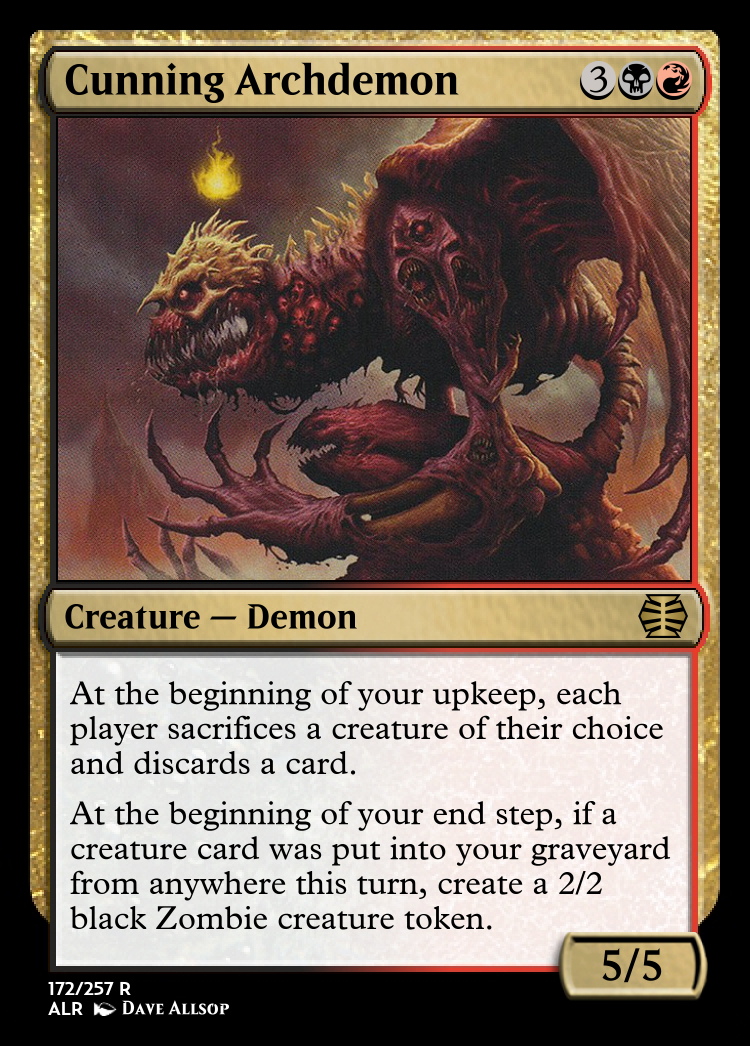 Cunning Archdemon
3
Creature — Demon
At the beginning of your upkeep, each
player sacrifices a creature of their choice
and discards a card.
At the beginning of your end step, if a
creature card was put into your graveyard
from anywhere this turn, create a 2/2
black Zombie creature token.
5/5
172/257 R
ALR Dave Allsop